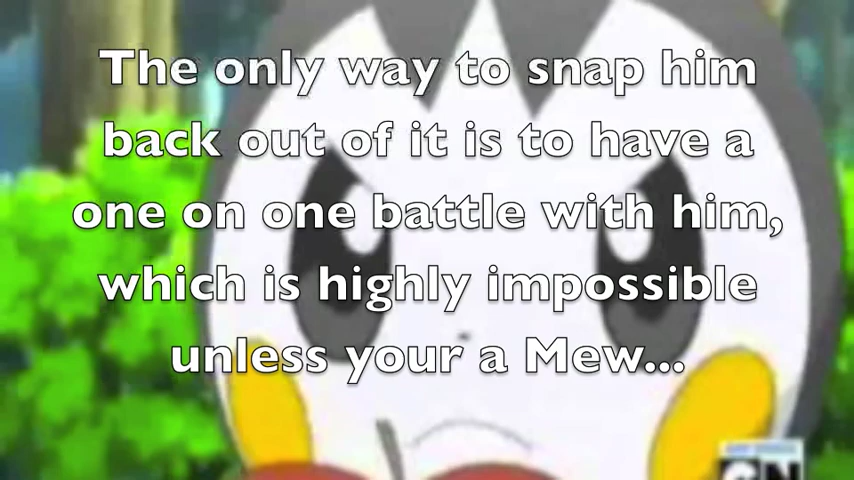 The only way to snap him
back out of it is to have a
one on one battle with him,
which is highly impossible
unless your a Mew...
CN